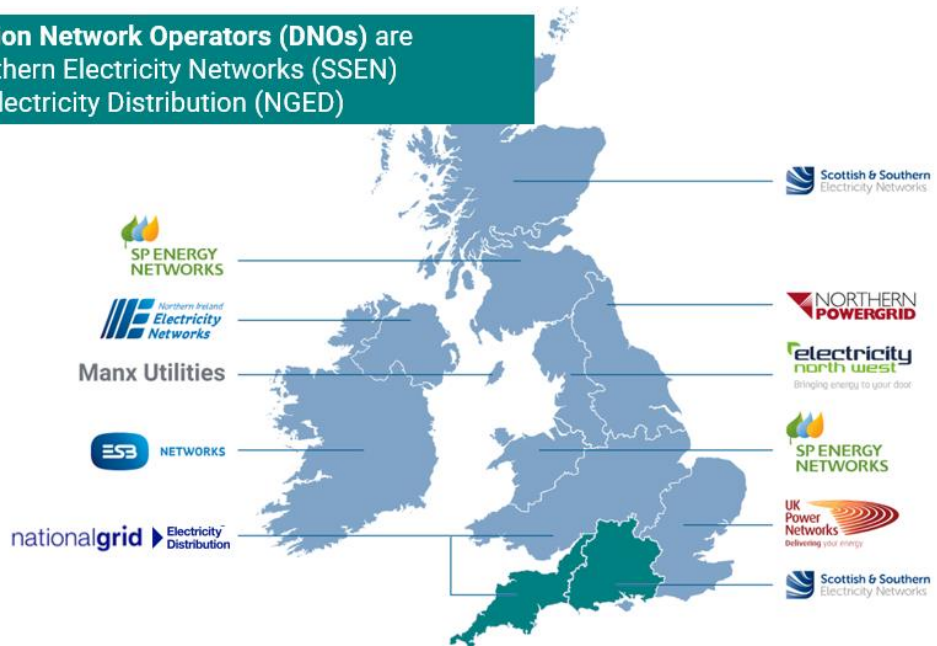 ion Network Operators (DNOs) are
thern Electricity Networks (SSEN)
lectricity Distribution (NGED)
Scottish & Southern
Electricity Networks
SP ENERGY
NETWORKS
Northern Ireland
Electricity
Networks
NORTHERN
POWERGRID
Manx Utilities
electricity
north west
Bringing energy to your door
ESB NETWORKS
SP ENERGY
NETWORKS
nationalgrid Electricity
Distribution
UK
Power
Networks
Delivering your energy
Scottish & Southern
Electricity Networks